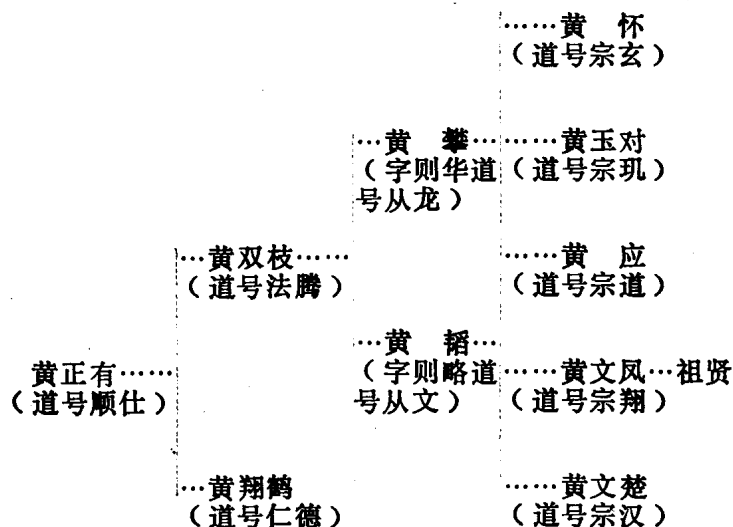 ……黄 怀
（道号宗玄）
…黄 攀………黄玉对
（字则华道（道号宗玑）
号从龙）
…黄双枝…… ……黄 应
（道号法腾） （道号宗道）
…黄 韬…
黄正有…… （字则略道……黄文凤…祖贤
（道号顺仕） 号从文）（道号宗翔）
…黄翔鹤 ……黄文楚
（道号仁德） （道号宗汉）